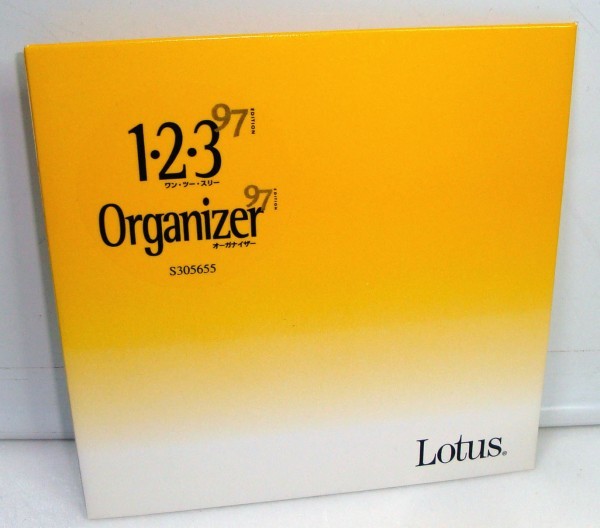 1·2·3 97 EDITION
ワン・ツー・スリー
Organizer 97 EDITION
オーガナイザー
S305655
Lotus®